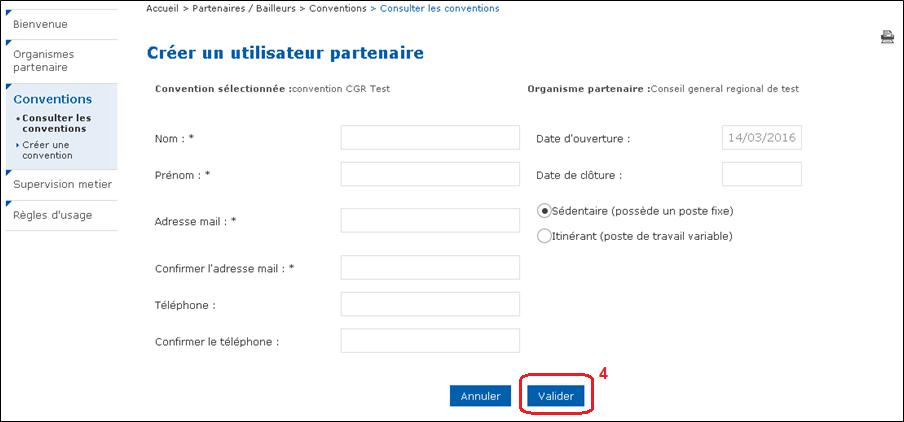 Accueil > Partenaires / Bailleurs > Conventions > Consulter les conventions
Bienvenue
Organismes
partenaire
Conventions
Consulter les
conventions
Créer une
convention
Supervision metier
Règles d'usage
Créer un utilisateur partenaire
Convention sélectionnée :convention CGR Test
Organisme partenaire :Conseil general regional de test
Nom : *
Date d'ouverture : 14/03/2016
Prénom : *
Date de clôture :
Adresse mail : *
Sédentaire (possède un poste fixe)
Itinérant (poste de travail variable)
Confirmer l'adresse mail : *
Téléphone :
Confirmer le téléphone :
Annuler
Valider
4